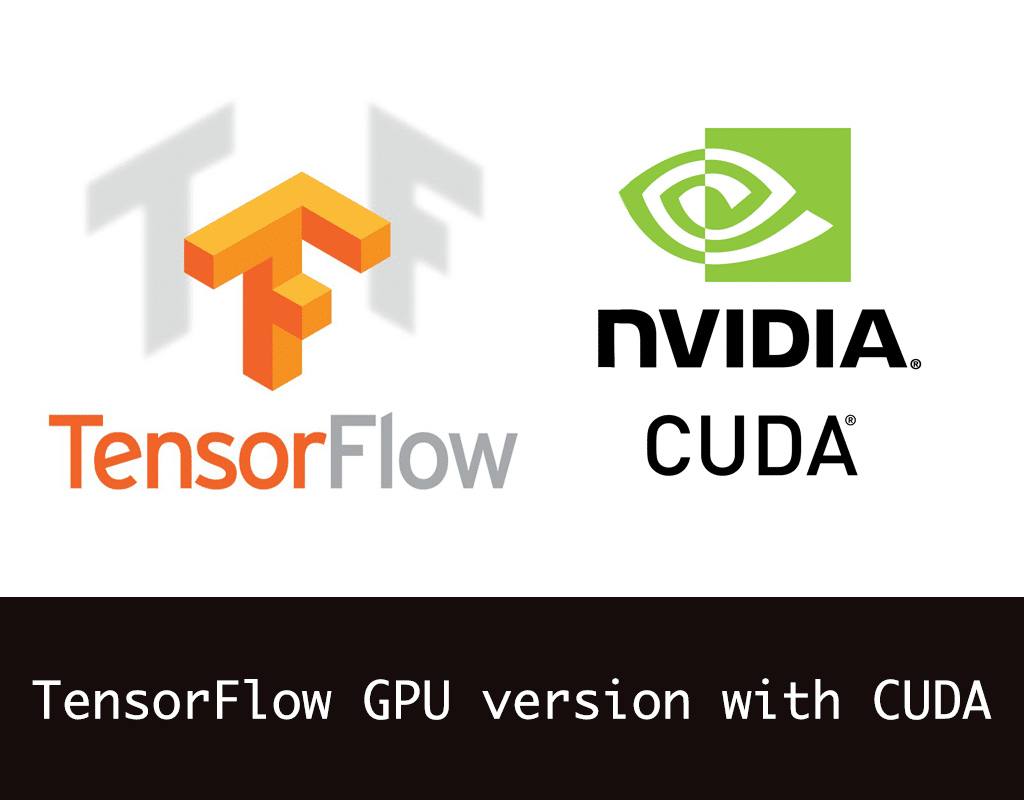 TensorFlow
NVIDIA®
CUDA®
TensorFlow GPU version with CUDA